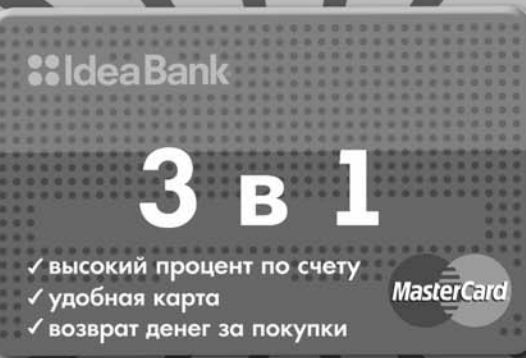 IdeaBank
3 в 1
✓ высокий процент по счету
✓ удобная карта
✓ возврат денег за покупки
MasterCard